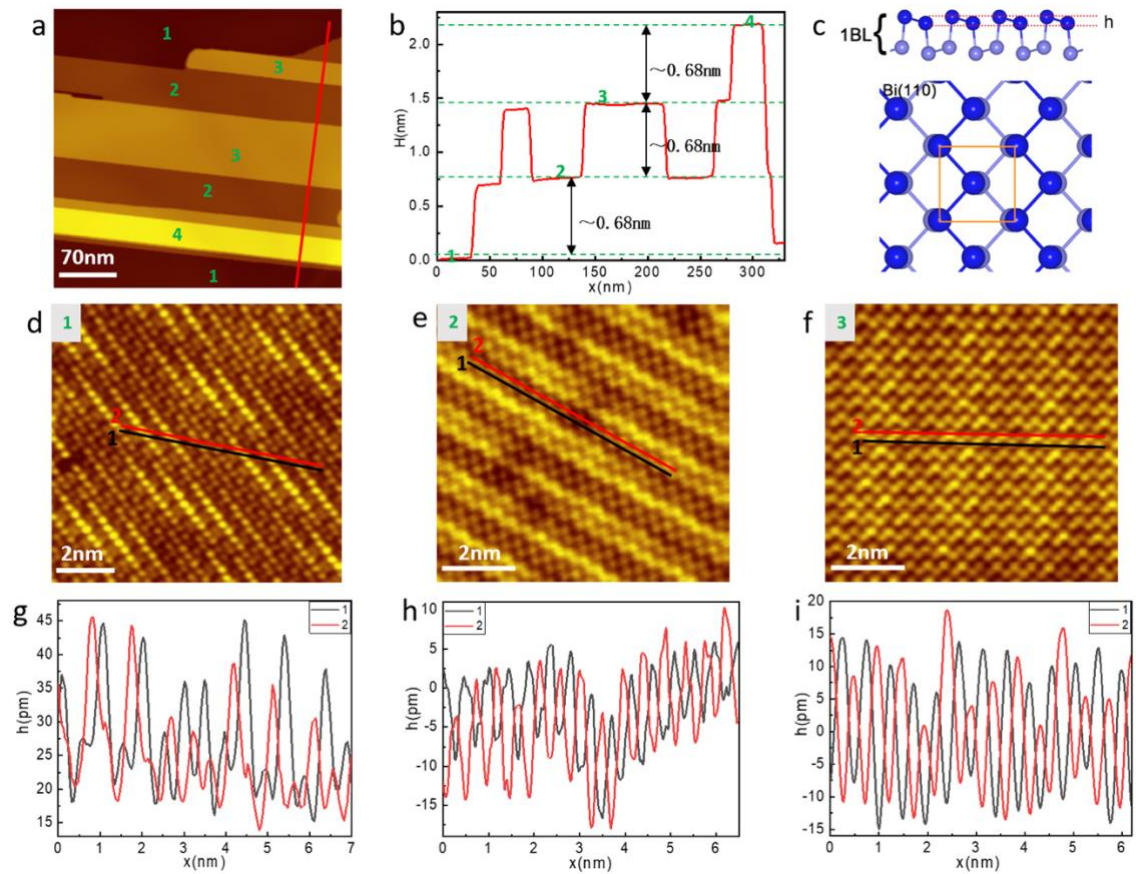 a
1
3
2
3
2
4
1
70nm
b
H(nm)
2.0
1.5
1.0
0.5
0.0
4
3
2
1
~0.68nm
~0.68nm
~0.68nm
0 50 100 150 200 250 300
x(nm)
c
1BL
h
Bi(110)
d
1
2
1
2nm
e
2
2
1
2nm
f
3
2
1
2nm
g
1
2
h(pm)
45
40
35
30
25
20
15
0 1 2 3 4 5 6 7
x(nm)
h
1
2
h(pm)
10
5
0
-5
-10
-15
0 1 2 3 4 5 6
x(nm)
i
1
2
h(pm)
20
15
10
5
0
-5
-10
-15
0 1 2 3 4 5 6
x(nm)